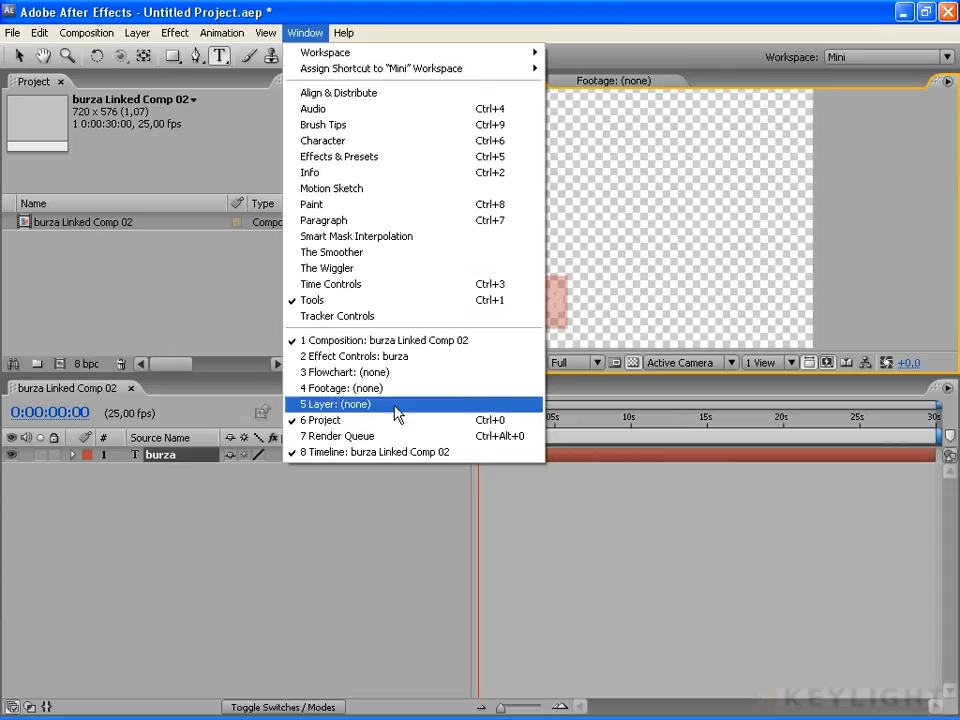 Adobe After Effects - Untitled Project.aep *
File Edit Composition Layer Effect Animation View Window Help
Workspace: Mini
Project
burza Linked Comp 02
720 x 576 (1,07)
1 0:00:30:00, 25,00 fps
Name Type
burza Linked Comp 02 Compo
8 bpc
Workspace
Assign Shortcut to "Mini" Workspace
Align & Distribute
Audio Ctrl+4
Brush Tips Ctrl+9
Character Ctrl+6
Effects & Presets Ctrl+5
Info Ctrl+2
Motion Sketch
Paint Ctrl+8
Paragraph Ctrl+7
Smart Mask Interpolation
The Smoother
The Wiggler
Time Controls Ctrl+3
Tools Ctrl+1
Tracker Controls
1 Composition: burza Linked Comp 02
2 Effect Controls: burza
3 Flowchart: (none)
4 Footage: (none)
5 Layer: (none)
6 Project Ctrl+0
7 Render Queue Ctrl+Alt+0
8 Timeline: burza Linked Comp 02
Footage: (none)
Full Active Camera 1 View +0,0
burza Linked Comp 02
0:00:00:00 (25,00 fps)
# Source Name fx
1 T burza
05s 10s 15s 20s 25s 30s
Toggle Switches / Modes
KEYLIGHT